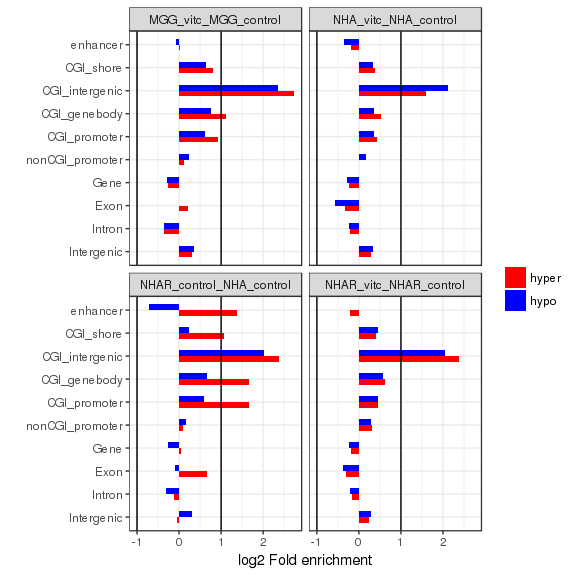 MGG_vitc_MGG_control
NHA_vitc_NHA_control
enhancer
CGI_shore
CGI_intergenic
CGI_genebody
CGI_promoter
nonCGI_promoter
Gene
Exon
Intron
Intergenic
NHAR_control_NHA_control
NHAR_vitc_NHAR_control
enhancer
CGI_shore
CGI_intergenic
CGI_genebody
CGI_promoter
nonCGI_promoter
Gene
Exon
Intron
Intergenic
-1 0 1 2
-1 0 1 2
log2 Fold enrichment
hyper
hypo